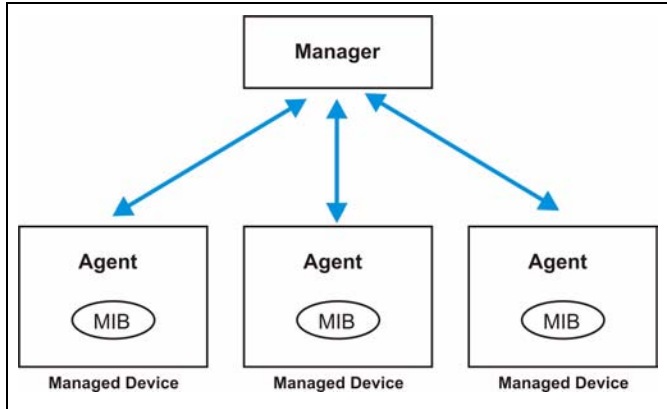 Manager
Agent
Agent
Agent
MIB
MIB
MIB
Managed Device
Managed Device
Managed Device